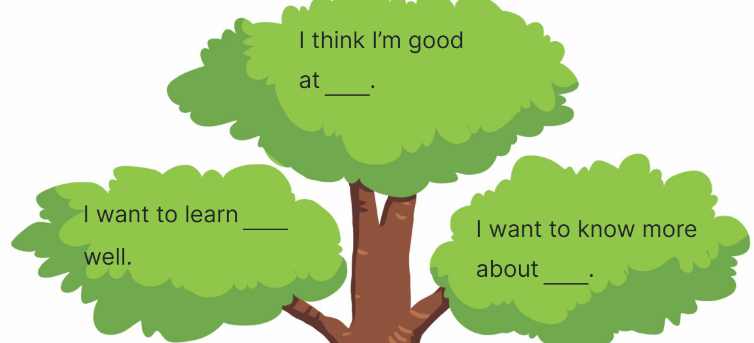 I think I’m good
at ____.
I want to learn ____
well.
I want to know more
about ____.